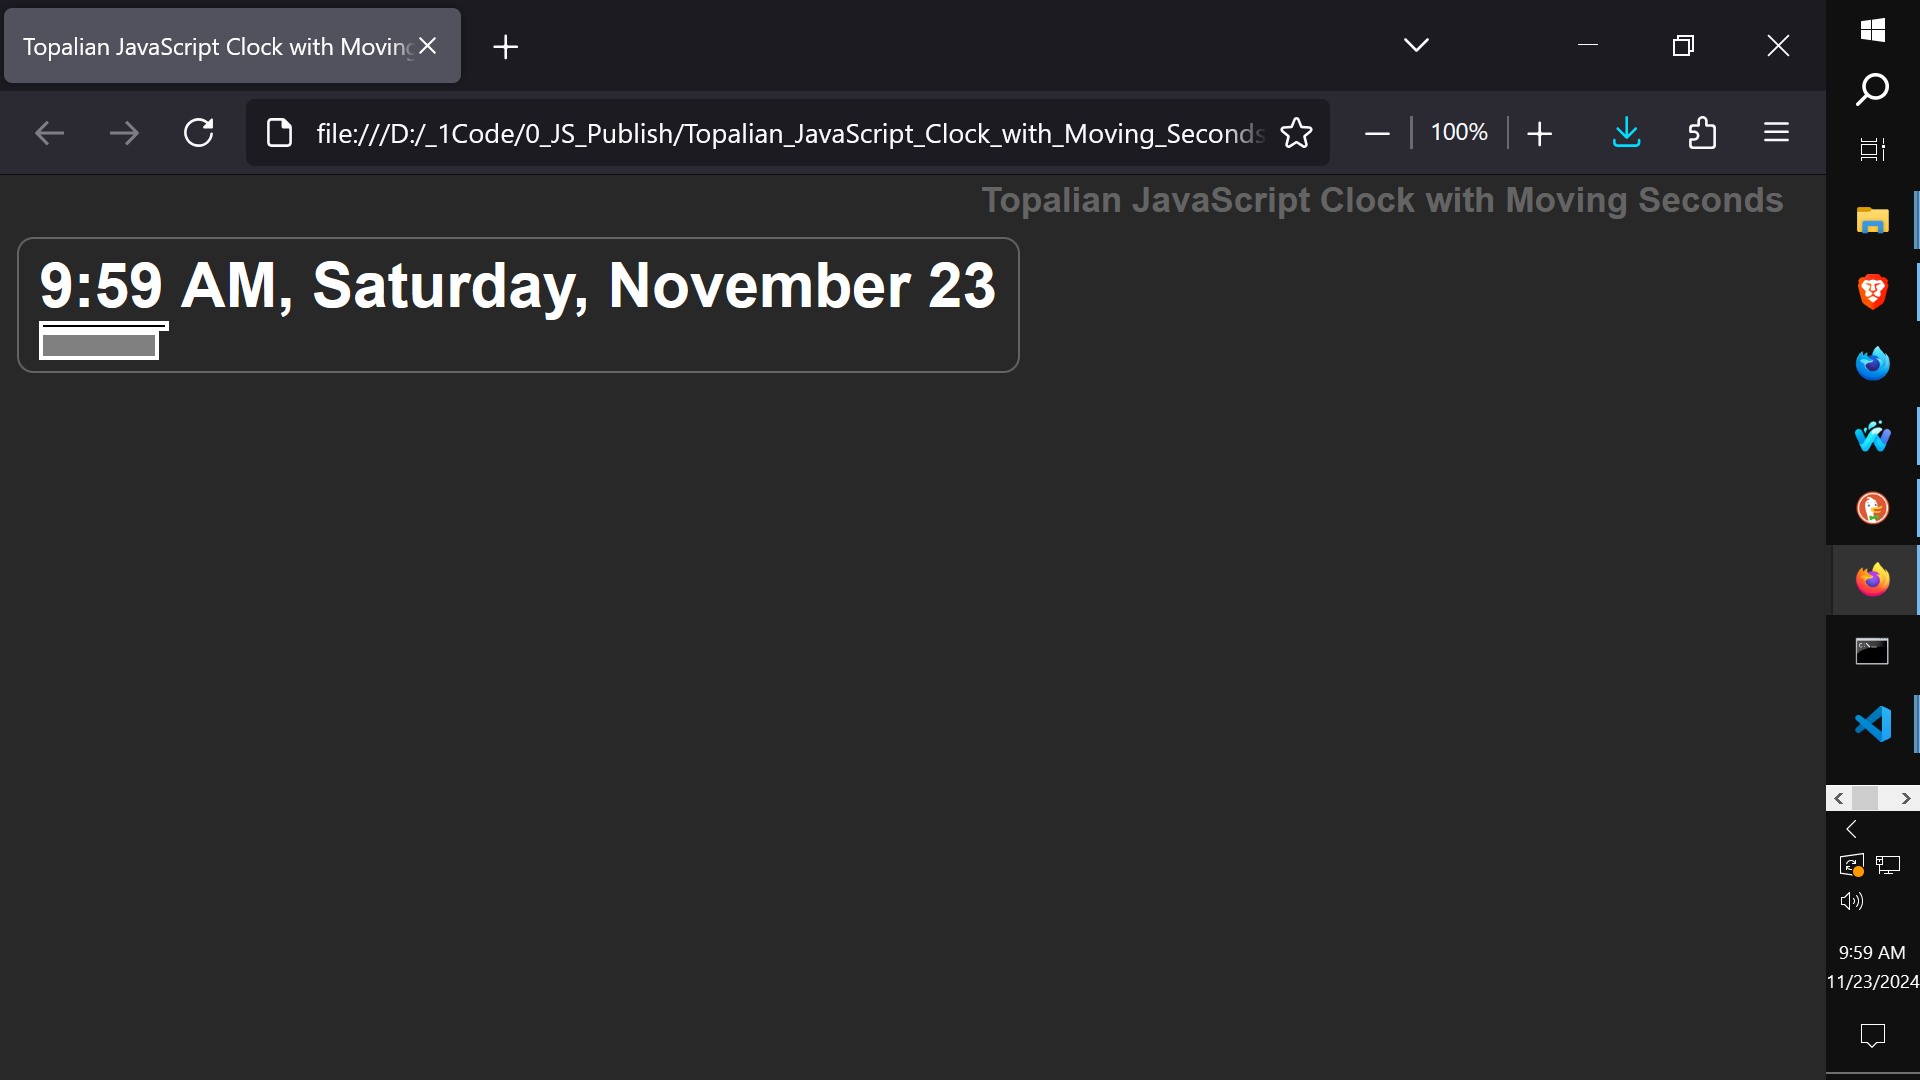 Topalian JavaScript Clock with Moving
file:///D:/_1Code/0_JS_Publish/Topalian_JavaScript_Clock_with_Moving_Seconds
100%
Topalian JavaScript Clock with Moving Seconds
9:59 AM, Saturday, November 23
9:59 AM
11/23/2024